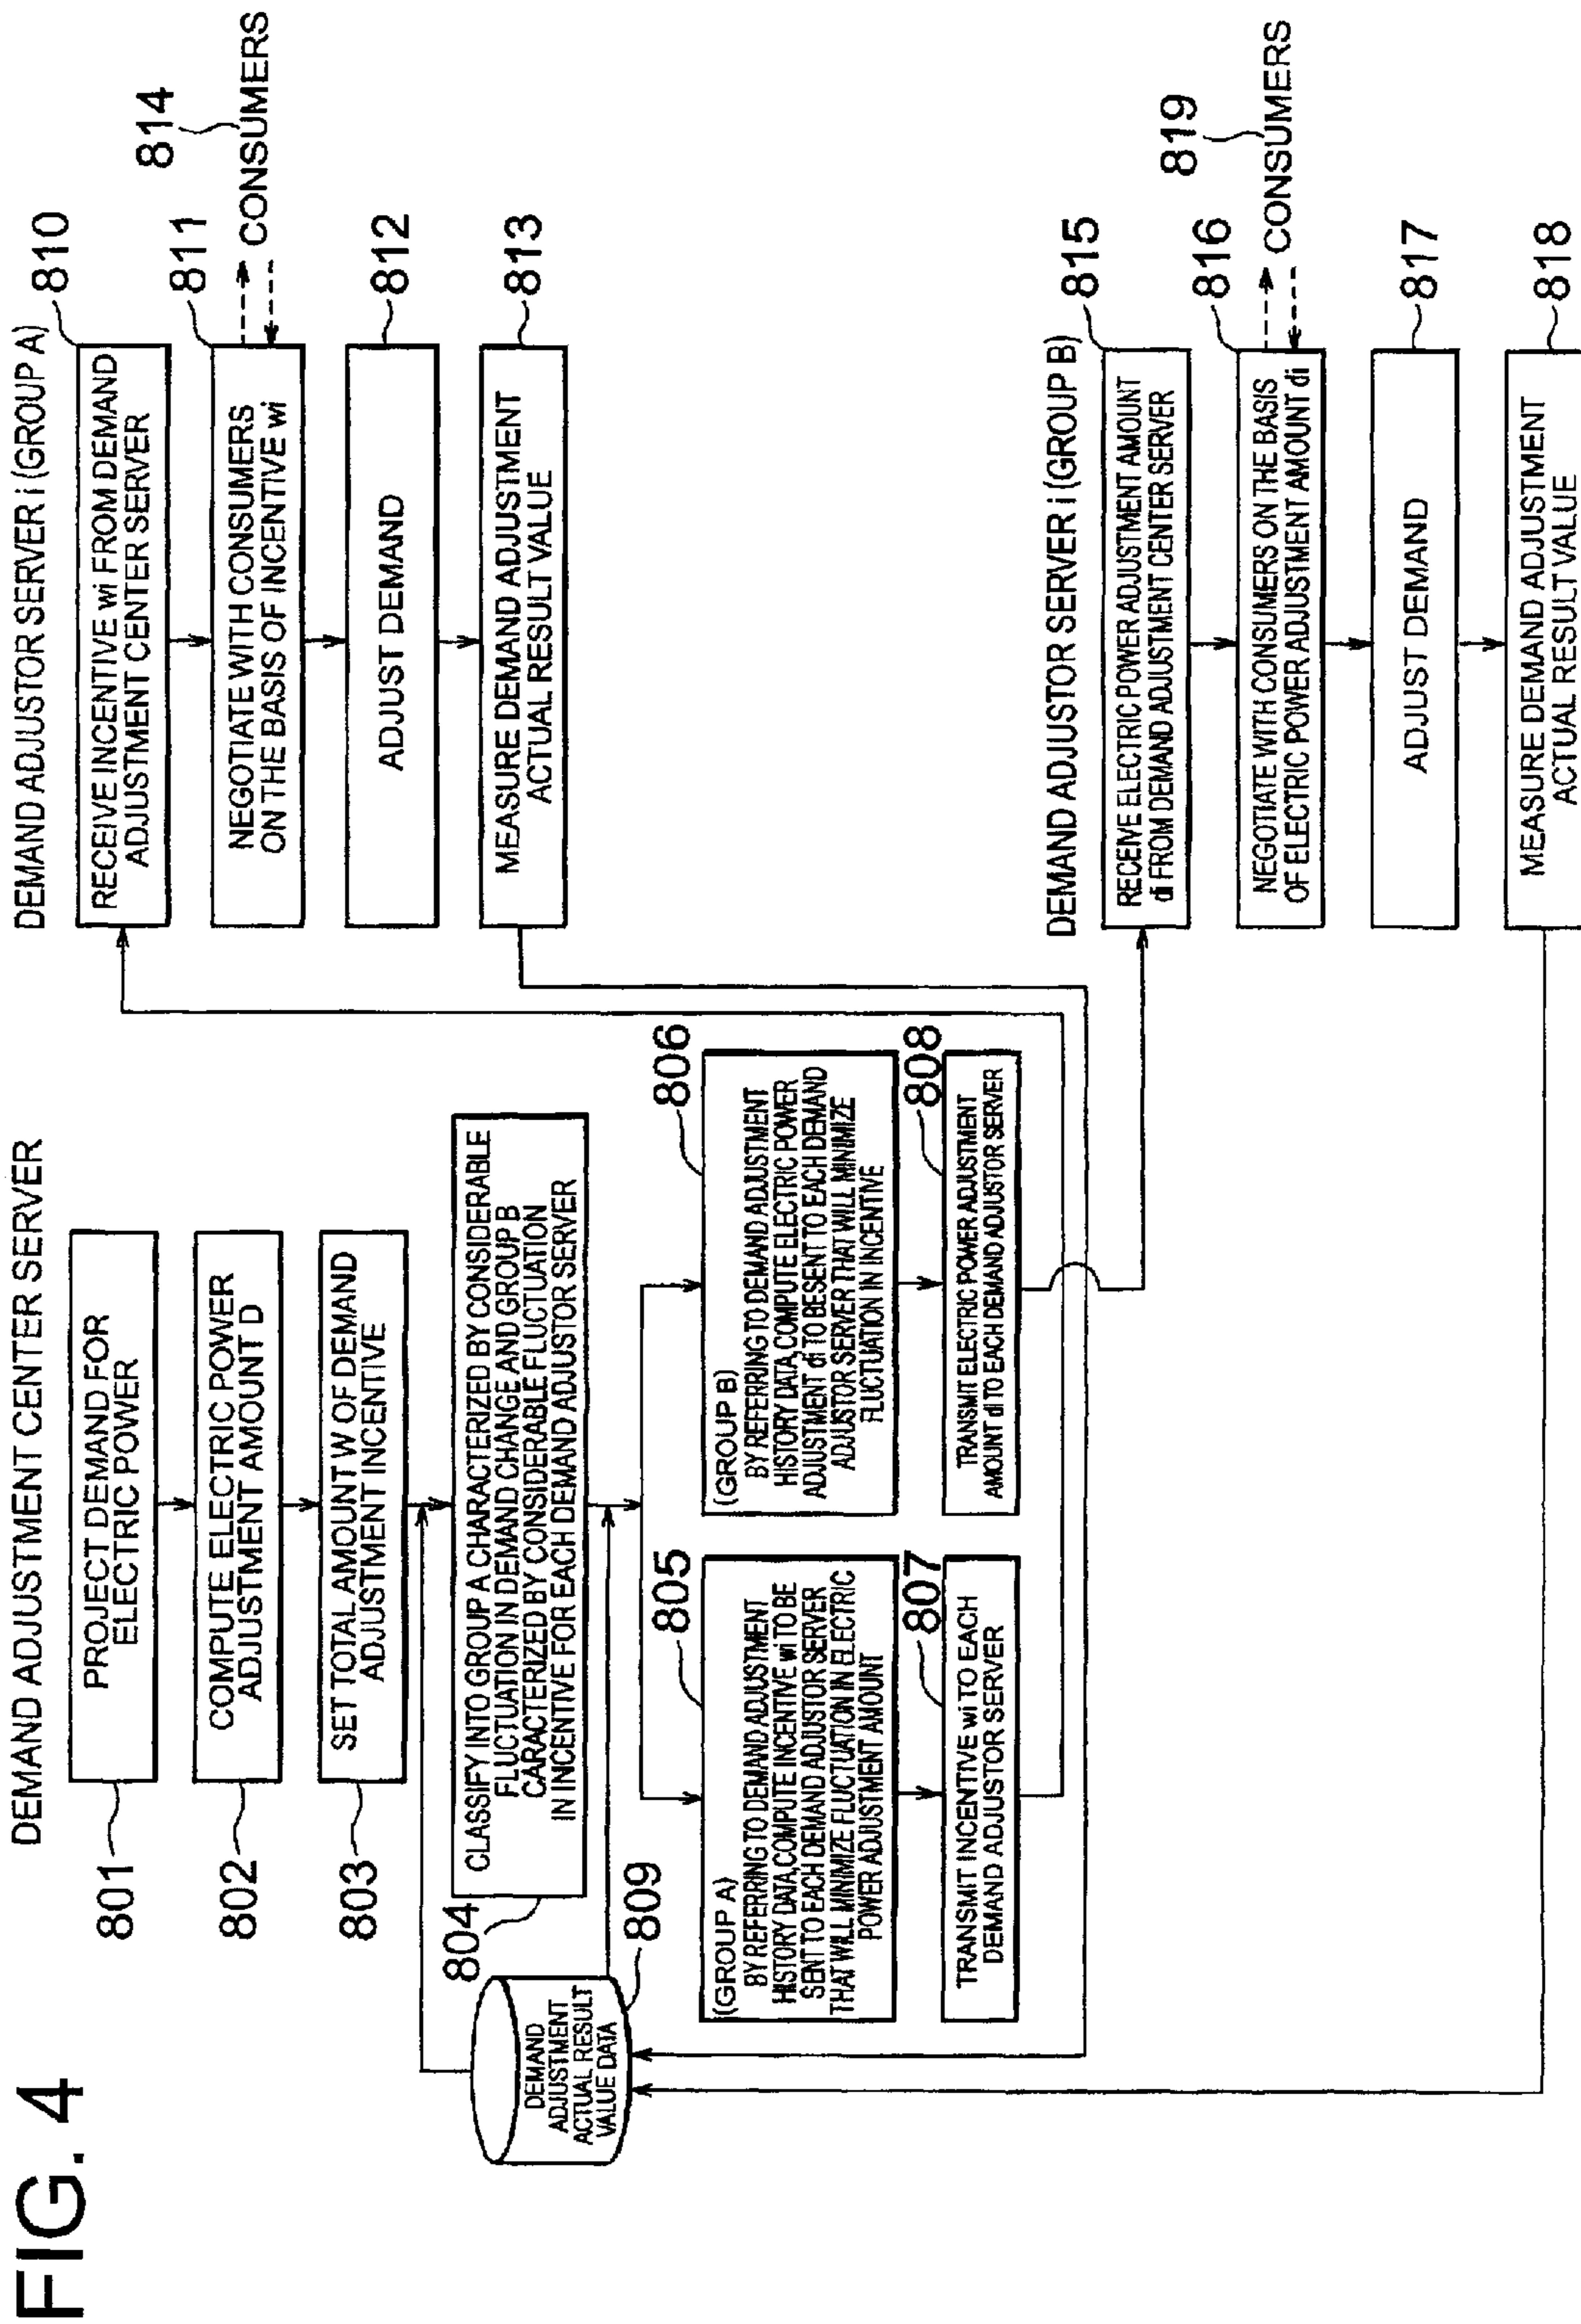 FIG. 4
DEMAND ADJUSTMENT CENTER SERVER
801
PROJECT DEMAND FOR
ELECTRIC POWER
802
COMPUTE ELECTRIC POWER
ADJUSTMENT AMOUNT D
803
SET TOTAL AMOUNT W OF DEMAND
ADJUSTMENT INCENTIVE
804
CLASSIFY INTO GROUP A CHARACTERIZED BY CONSIDERABLE
FLUCTUATION IN DEMAND CHANGE AND GROUP B
CARACTERIZED BY CONSIDERABLE FLUCTUATION
IN INCENTIVE FOR EACH DEMAND ADJUSTOR SERVER
DEMAND
ADJUSTMENT
ACTUAL RESULT
VALUE DATA
809
805
(GROUP A)
BY REFERRING TO DEMAND ADJUSTMENT
HISTORY DATA,COMPUTE INCENTIVE wi TO BE
SENT TO EACH DEMAND ADJUSTOR SERVER
THAT WILL MINIMIZE FLUCTUATION IN ELECTRIC
POWER ADJUSTMENT AMOUNT
806
(GROUP B)
BY REFERRING TO DEMAND ADJUSTMENT
HISTORY DATA,COMPUTE ELECTRIC POWER
ADJUSTMENT di TO BESENT TO EACH DEMAND
ADJUSTOR SERVER THAT WILL MINIMIZE
FLUCTUATION IN INCENTIVE
807
TRANSMIT INCENTIVE wi TO EACH
DEMAND ADJUSTOR SERVER
808
TRANSMIT ELECTRIC POWER ADJUSTMENT
AMOUNT di TO EACH DEMAND ADJUSTOR SERVER
DEMAND ADJUSTOR SERVER i (GROUP A)
810
RECEIVE INCENTIVE wi FROM DEMAND
ADJUSTMENT CENTER SERVER
811
NEGOTIATE WITH CONSUMERS
ON THE BASIS OF INCENTIVE wi
814
CONSUMERS
812
ADJUST DEMAND
813
MEASURE DEMAND ADJUSTMENT
ACTUAL RESULT VALUE
DEMAND ADJUSTOR SERVER i (GROUP B)
815
RECEIVE ELECTRIC POWER ADJUSTMENT AMOUNT
di FROM DEMAND ADJUSTMENT CENTER SERVER
816
NEGOTIATE WITH CONSUMERS ON THE BASIS
OF ELECTRIC POWER ADJUSTMENT AMOUNT di
819
CONSUMERS
817
ADJUST DEMAND
818
MEASURE DEMAND ADJUSTMENT
ACTUAL RESULT VALUE